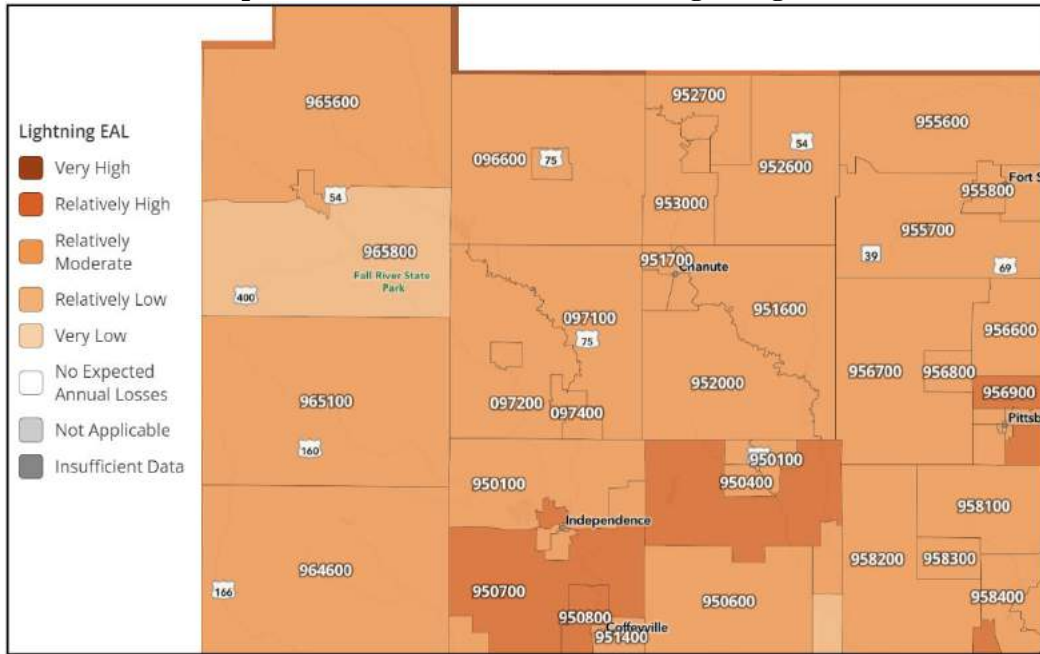 Lightning EAL
Very High
Relatively High
Relatively
Moderate
Relatively Low
Very Low
No Expected
Annual Losses
Not Applicable
Insufficient Data
965600
54
965800
Fall River State
Park
400
965100
160
964600
166
096600
75
952700
54
952600
953000
955600
955800
Fort S
955700
39
69
951700
Chanute
097100
75
951600
952000
097200
097400
956600
956700
956800
956900
Pittsb
950100
Independence
950100
950400
958100
958200
958300
950700
950800
Coffeyville
951400
950600
958400